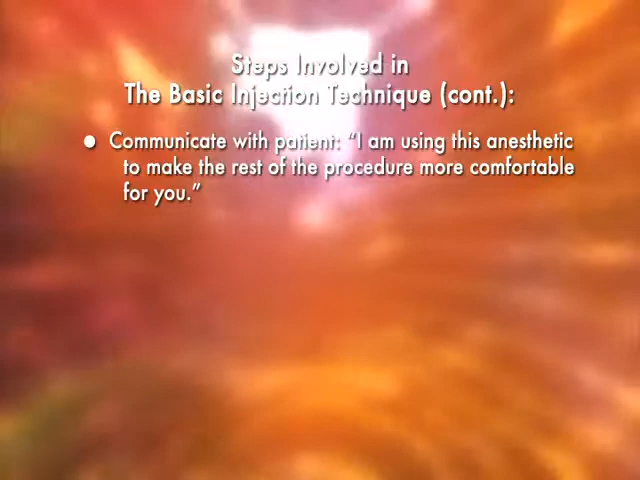 Steps Involved in
The Basic Injection Technique (cont.):
● Communicate with patient: “I am using this anesthetic
to make the rest of the procedure more comfortable
for you.”